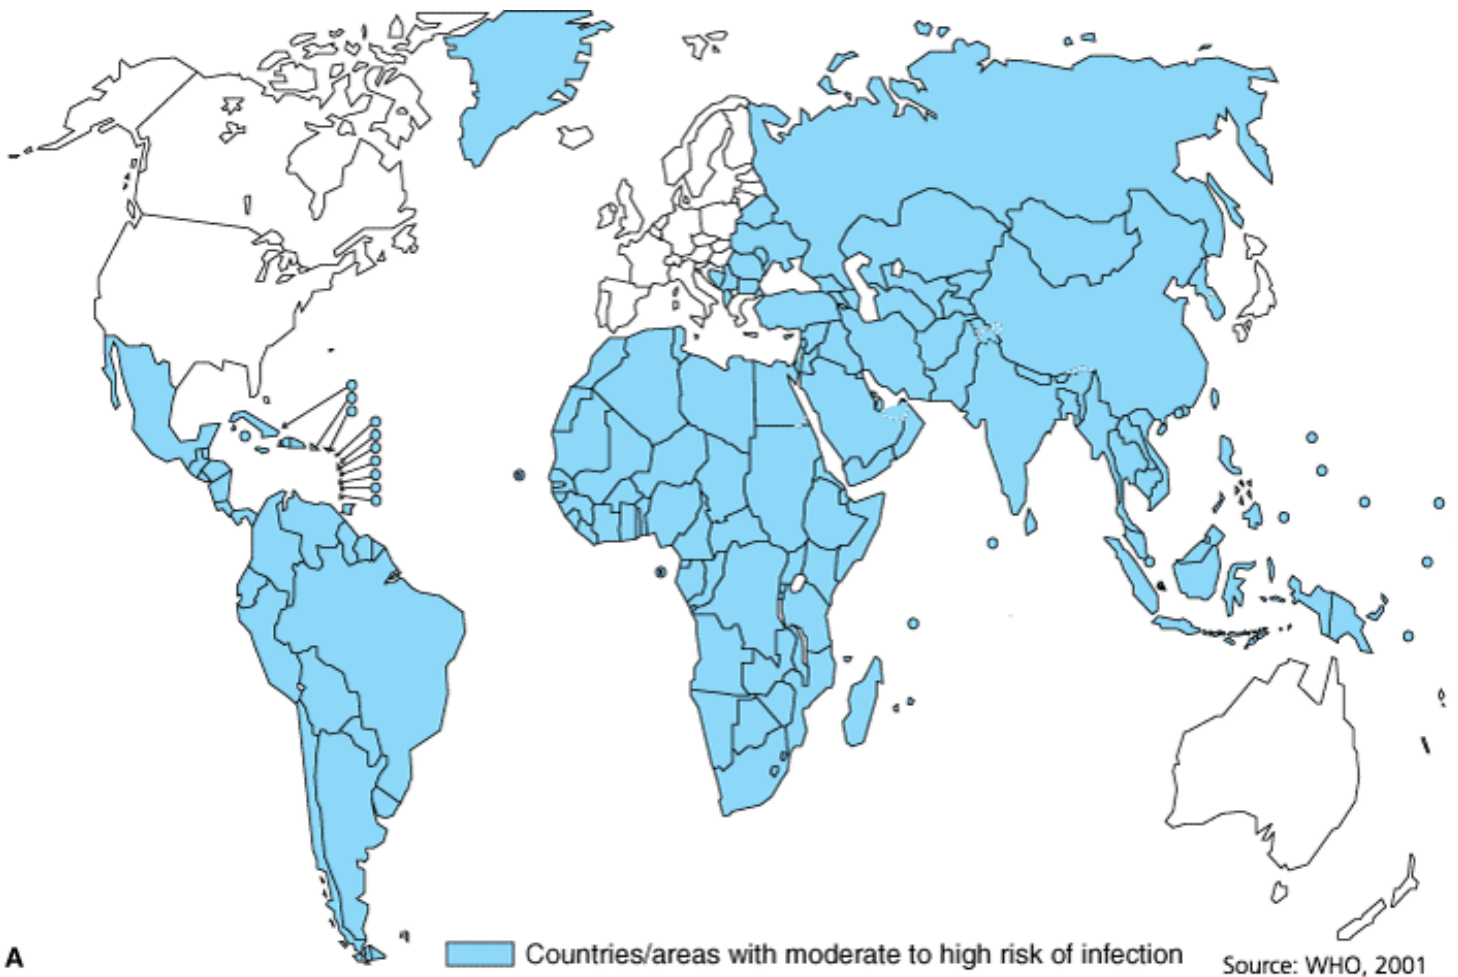 A
Countries/areas with moderate to high risk of infection
Source: WHO, 2001